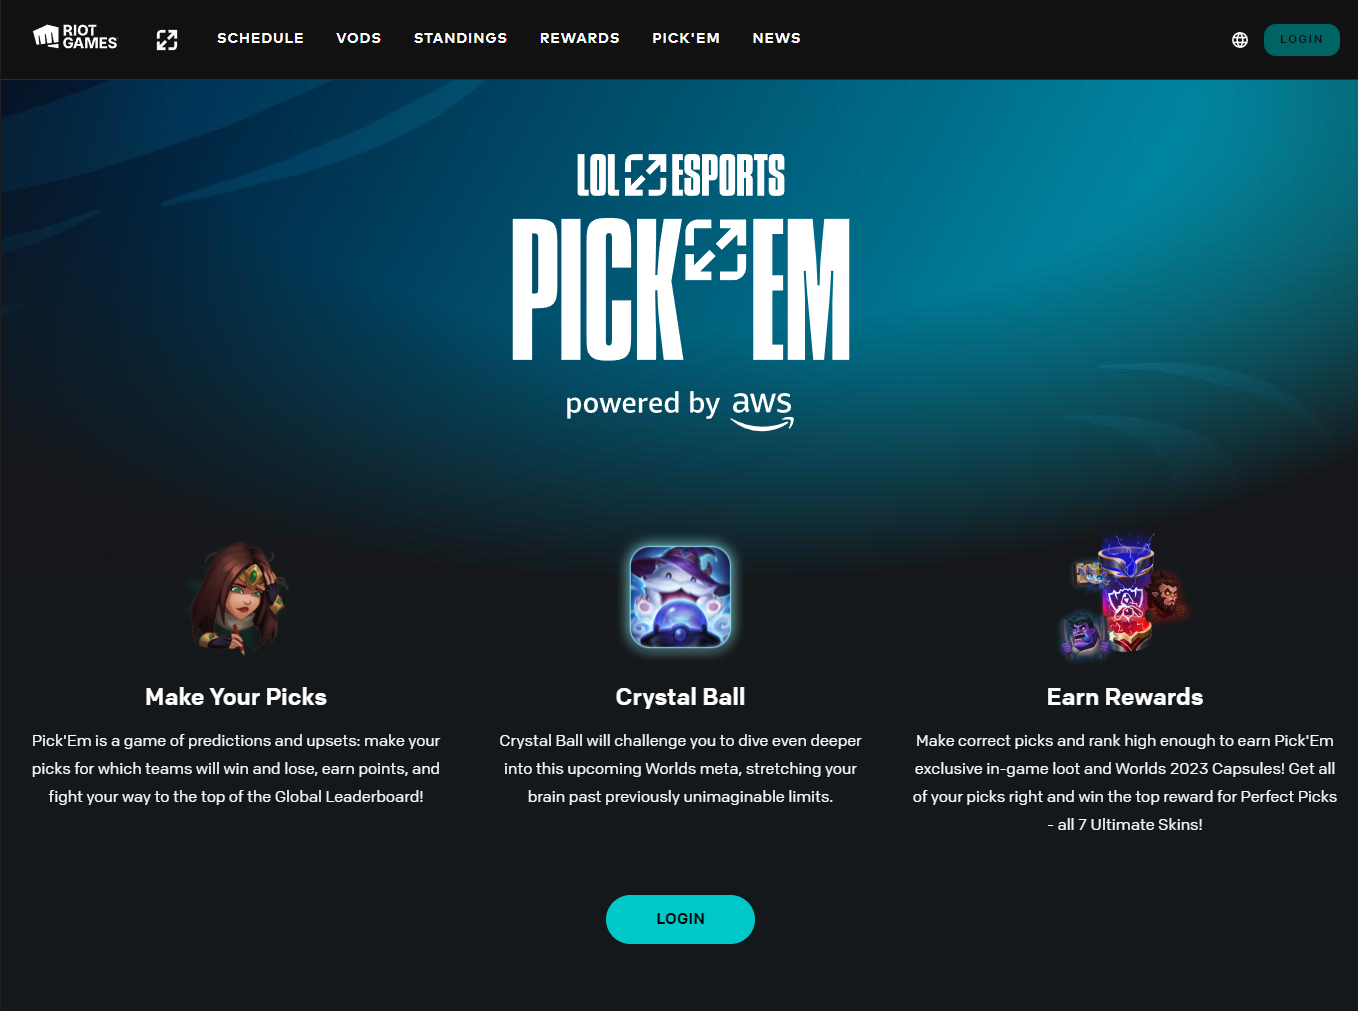 RIOT GAMES
SCHEDULE VODS STANDINGS REWARDS PICK'EM NEWS
LOGIN
LOL ESPORTS
PICK'EM
powered by aws
Make Your Picks
Pick'Em is a game of predictions and upsets: make your
picks for which teams will win and lose, earn points, and
fight your way to the top of the Global Leaderboard!
Crystal Ball
Crystal Ball will challenge you to dive even deeper
into this upcoming Worlds meta, stretching your
brain past previously unimaginable limits.
Earn Rewards
Make correct picks and rank high enough to earn Pick'Em
exclusive in-game loot and Worlds 2023 Capsules! Get all
of your picks right and win the top reward for Perfect Picks
- all 7 Ultimate Skins!
LOGIN